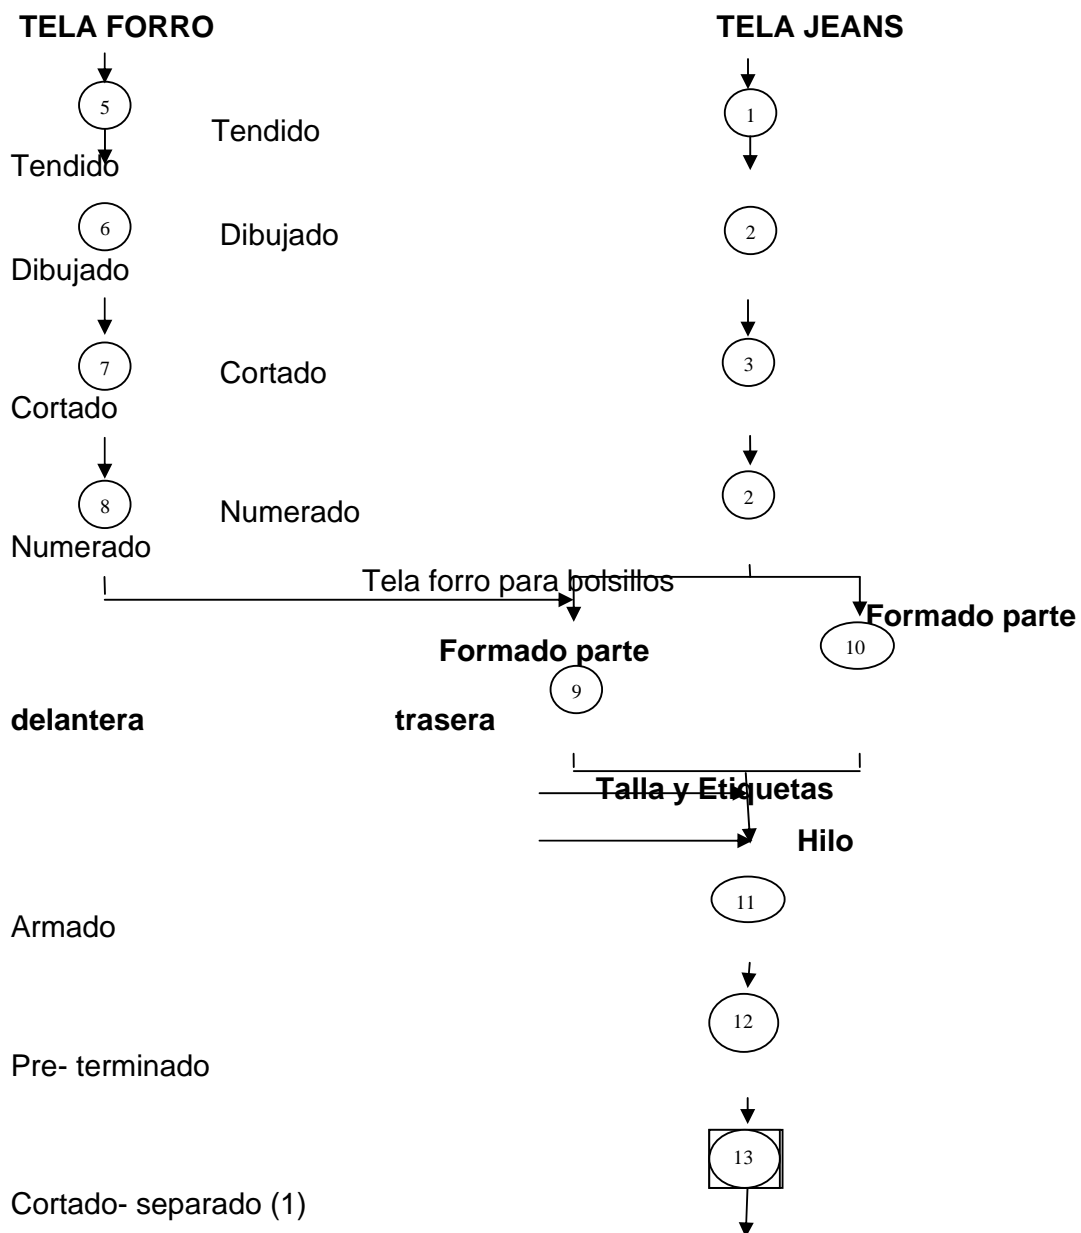 TELA FORRO TELA JEANS
5 Tendido 1
Tendido
6 Dibujado 2
Dibujado
7 Cortado 3
Cortado
8 Numerado 2
Numerado
Tela forro para bolsillos
Formado parte
10
Formado parte
9
delantera trasera
Talla y Etiquetas
Hilo
11
Armado
12
Pre- terminado
13
Cortado- separado (1)